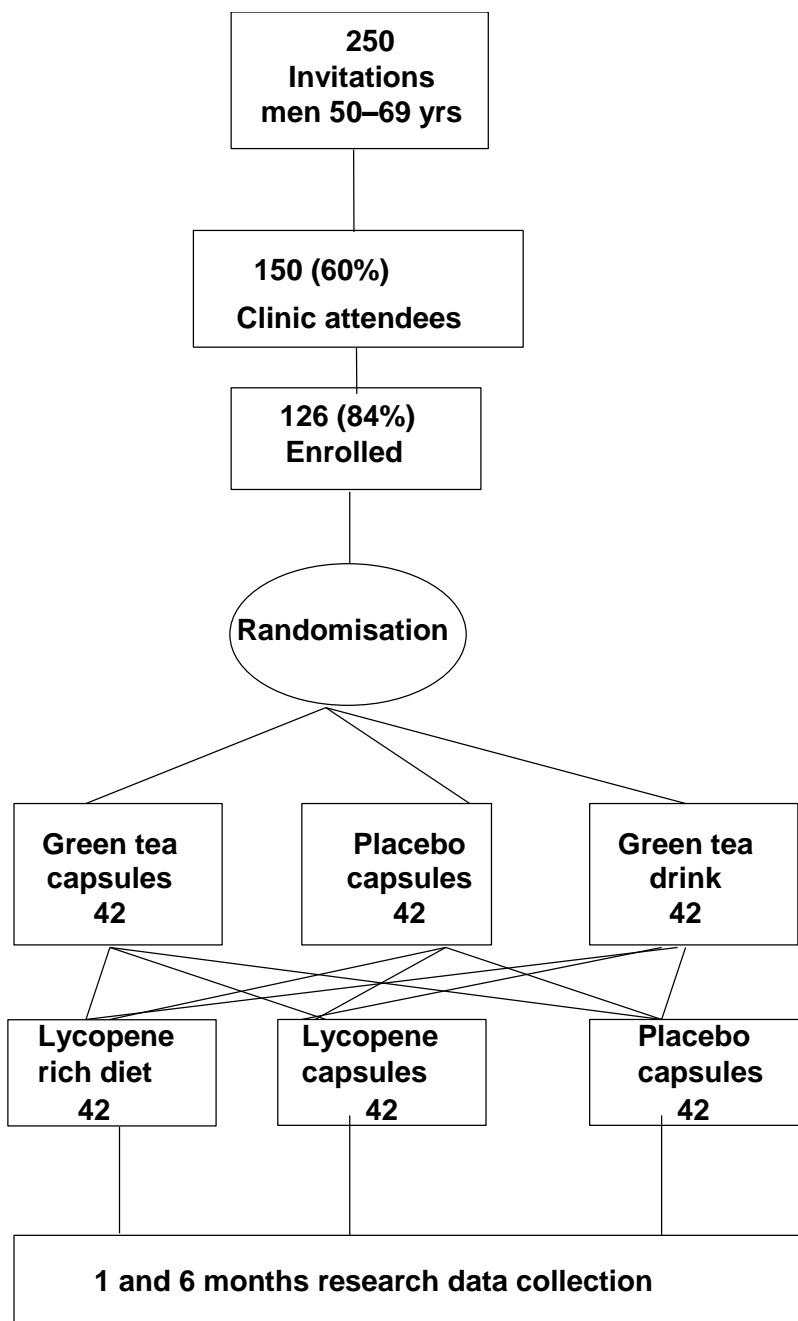 250
Invitations
men 50–69 yrs
150 (60%)
Clinic attendees
126 (84%)
Enrolled
Randomisation
Green tea
capsules
42
Placebo
capsules
42
Green tea
drink
42
Lycopene
rich diet
42
Lycopene
capsules
42
Placebo
capsules
42
1 and 6 months research data collection